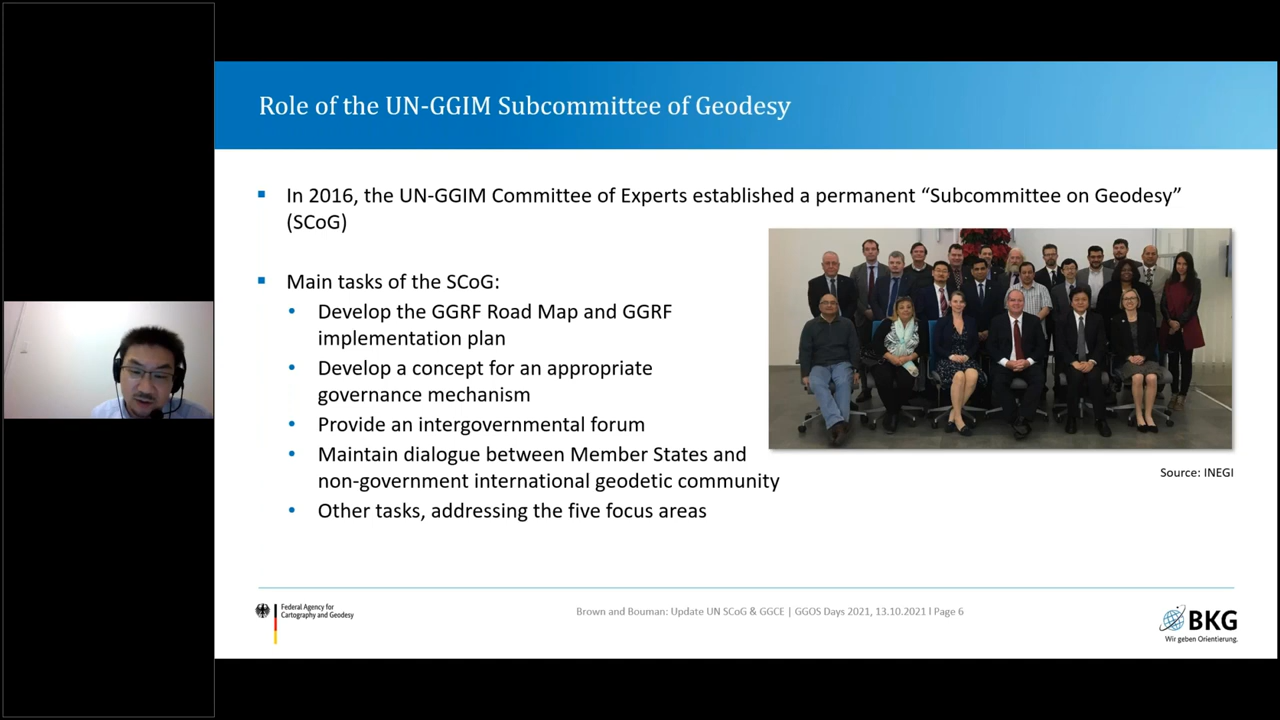 Role of the UN-GGIM Subcommittee of Geodesy
In 2016, the UN-GGIM Committee of Experts established a permanent “Subcommittee on Geodesy”
(SCoG)
Main tasks of the SCoG:
Develop the GGRF Road Map and GGRF
implementation plan
Develop a concept for an appropriate
governance mechanism
Provide an intergovernmental forum
Maintain dialogue between Member States and
non-government international geodetic community
Other tasks, addressing the five focus areas
Source: INEGI
Federal Agency for
Cartography and Geodesy
Brown and Bouman: Update UN SCoG & GGCE | GGOS Days 2021, 13.10.2021 I Page 6
BKG
Wir geben Orientierung.